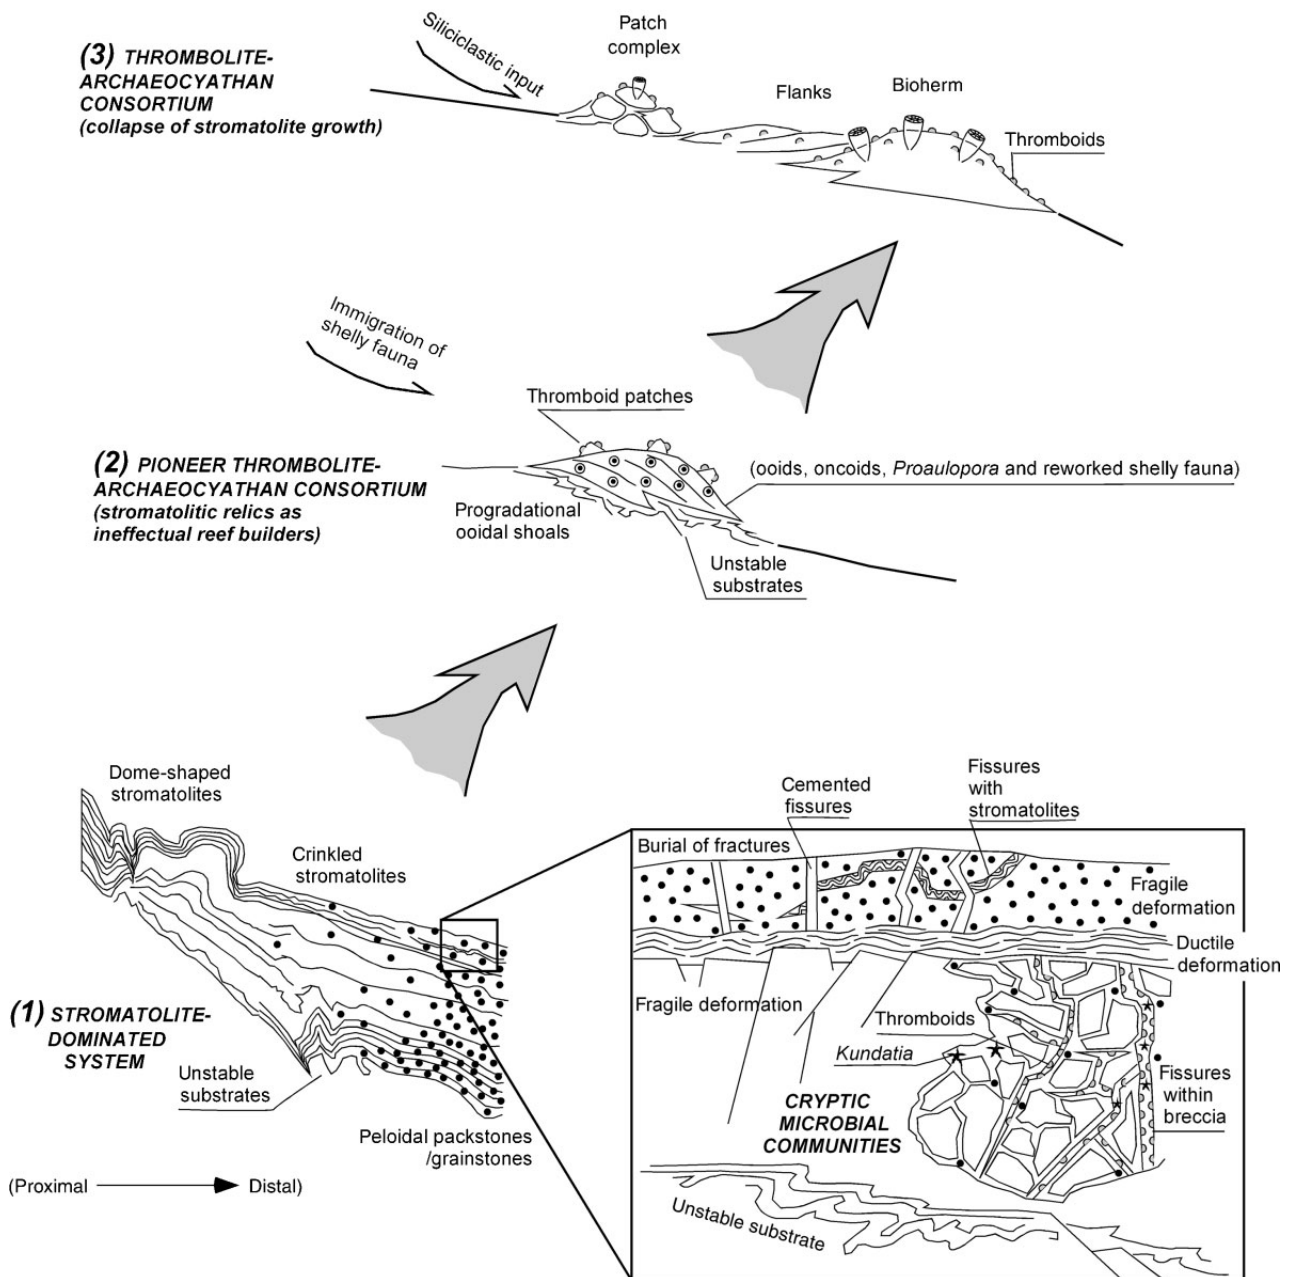 (3) THROMBOLITE-
ARCHAEOCYATHAN
CONSORTIUM
(collapse of stromatolite growth)
Siliciclastic input
Patch
complex
Flanks
Bioherm
Thromboids
Immigration of
shelly fauna
Thromboid patches
(2) PIONEER THROMBOLITE-
ARCHAEOCYATHAN CONSORTIUM
(stromatolitic relics as
ineffectual reef builders)
(ooids, oncoids, Proaulopora and reworked shelly fauna)
Progradational
ooidal shoals
Unstable
substrates
Dome-shaped
stromatolites
Crinkled
stromatolites
(1) STROMATOLITE-
DOMINATED
SYSTEM
Unstable
substrates
Peloidal packstones
/grainstones
(Proximal
Distal)
Cemented
fissures
Fissures
with
stromatolites
Burial of fractures
Fragile
deformation
Ductile
deformation
Fragile deformation
Thromboids
Kundatia
CRYPTIC
MICROBIAL
COMMUNITIES
Fissures
within
breccia
Unstable substrate